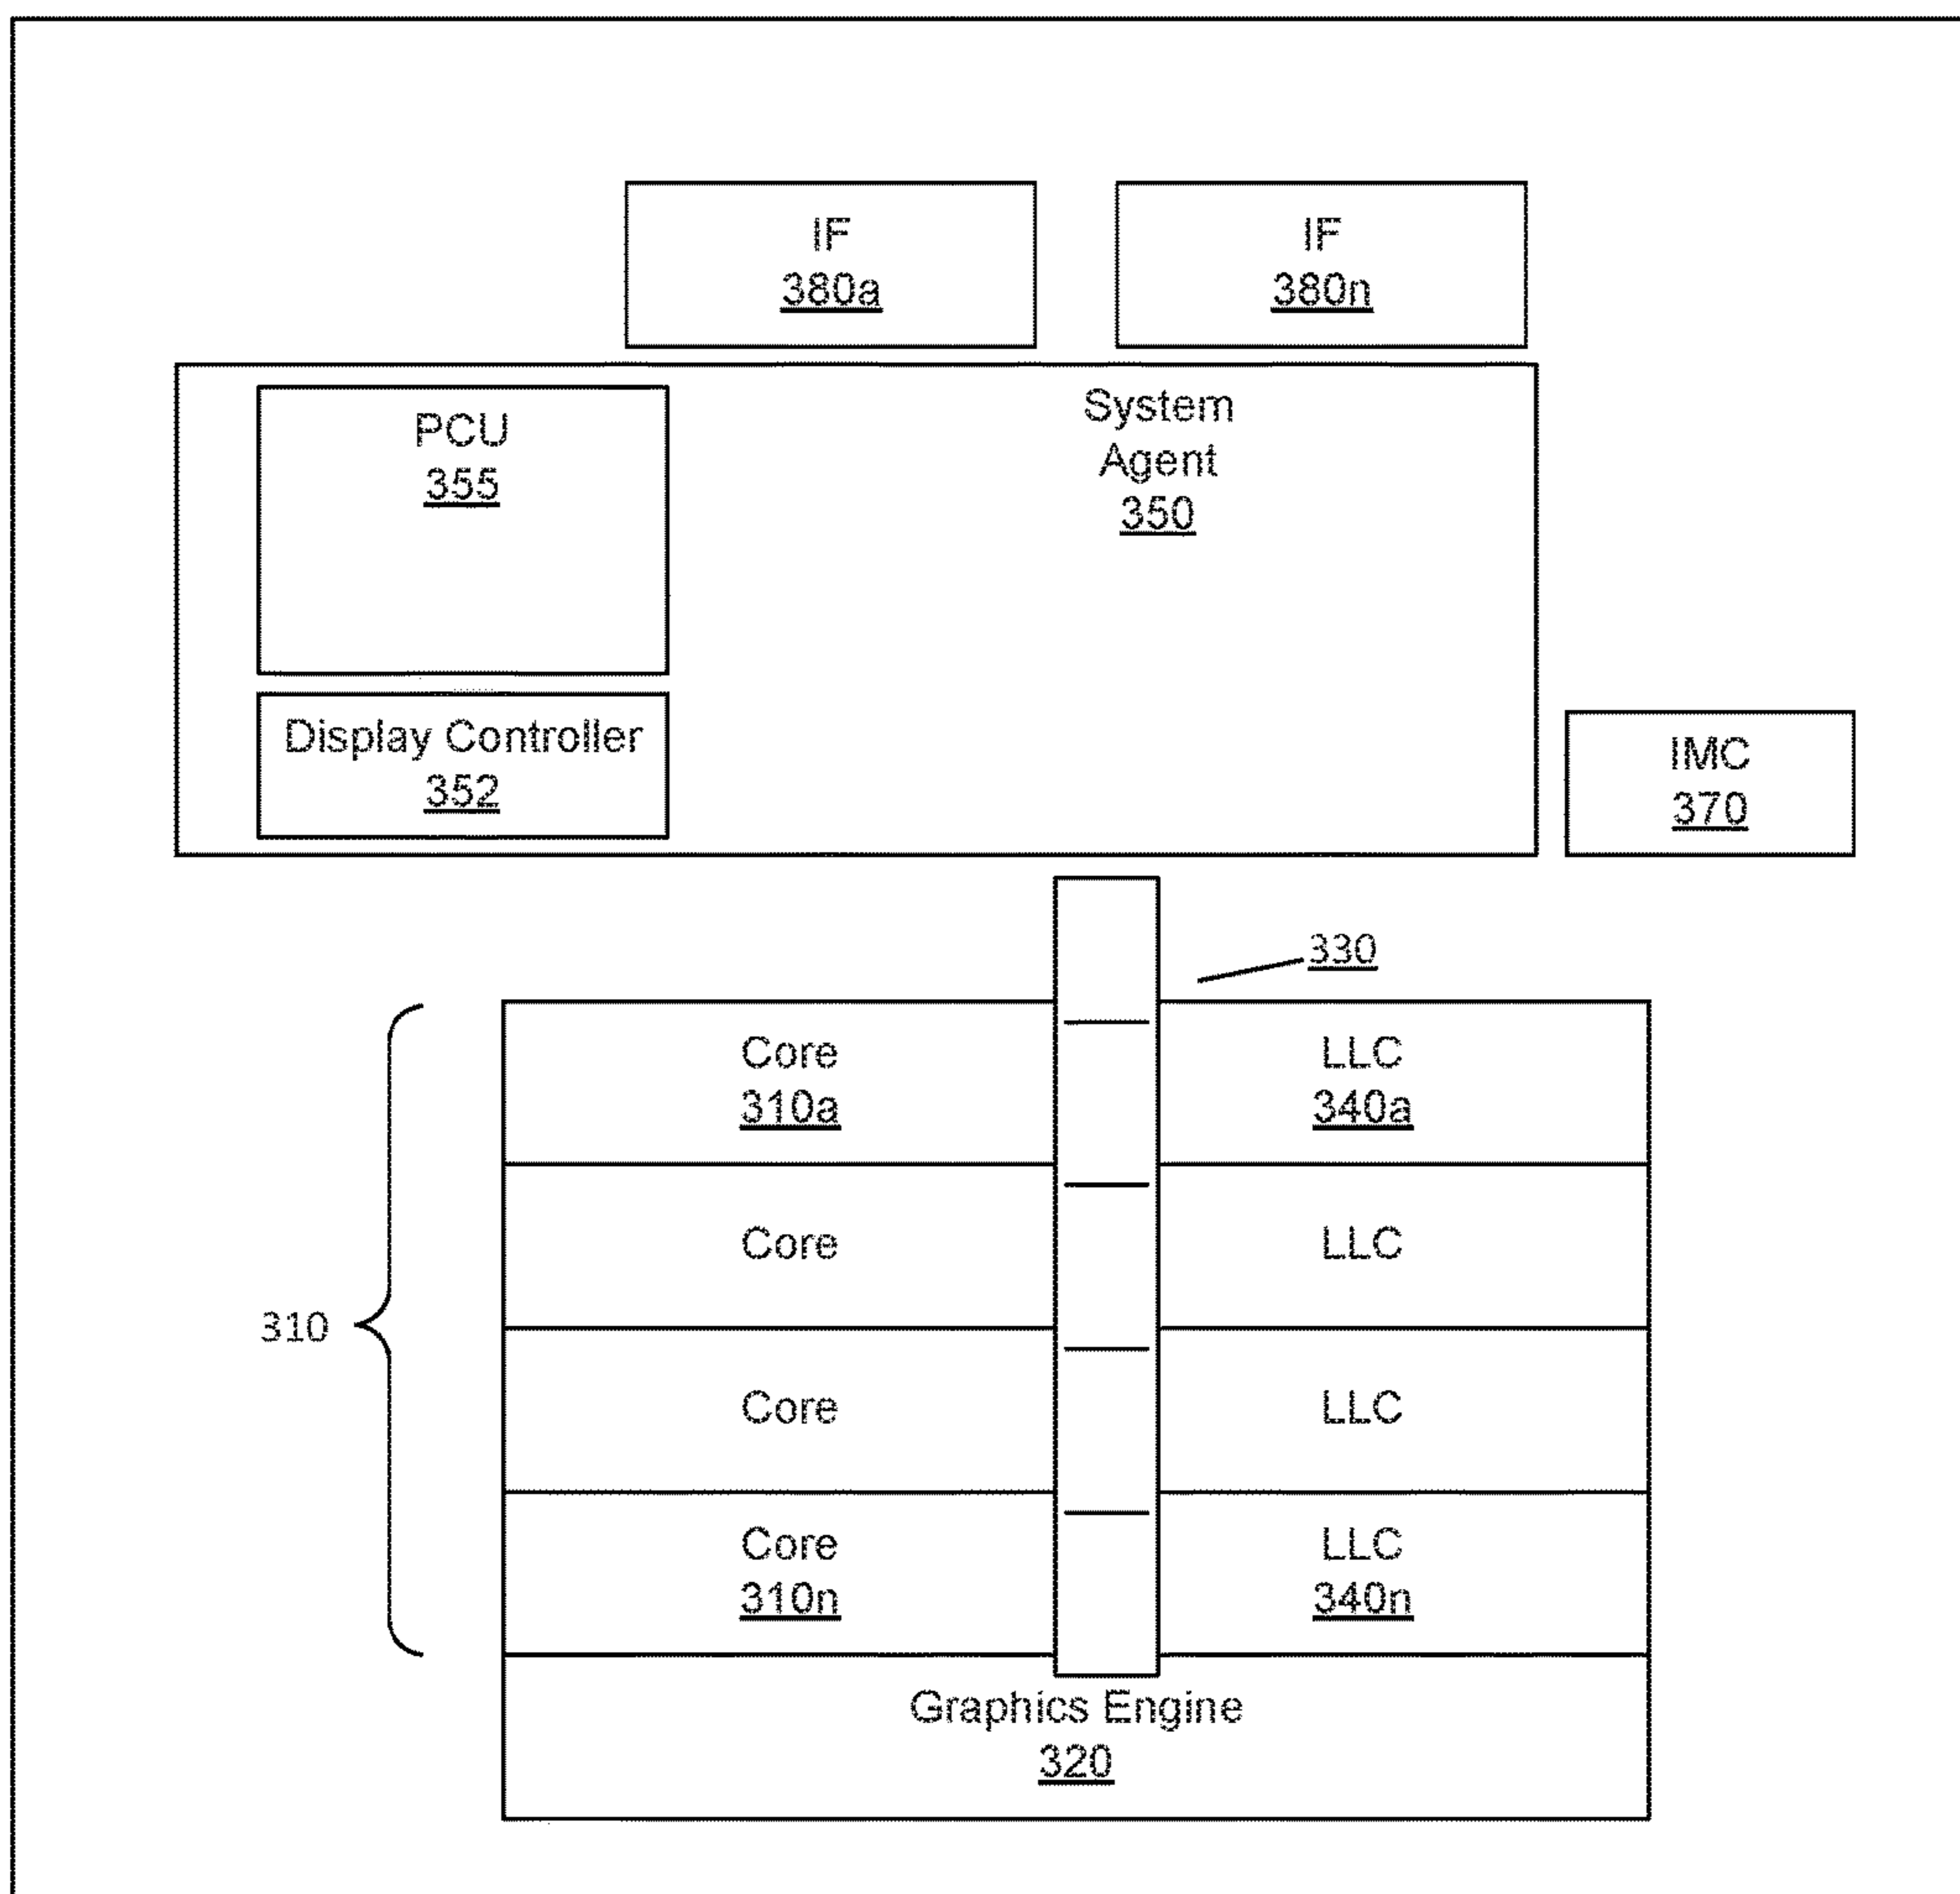 IF
380a
IF
380n
PCU
355
System
Agent
350
Display Controller
352
IMC
370
330
310
Core
310a
LLC
340a
Core
LLC
Core
LLC
Core
310n
LLC
340n
Graphics Engine
320